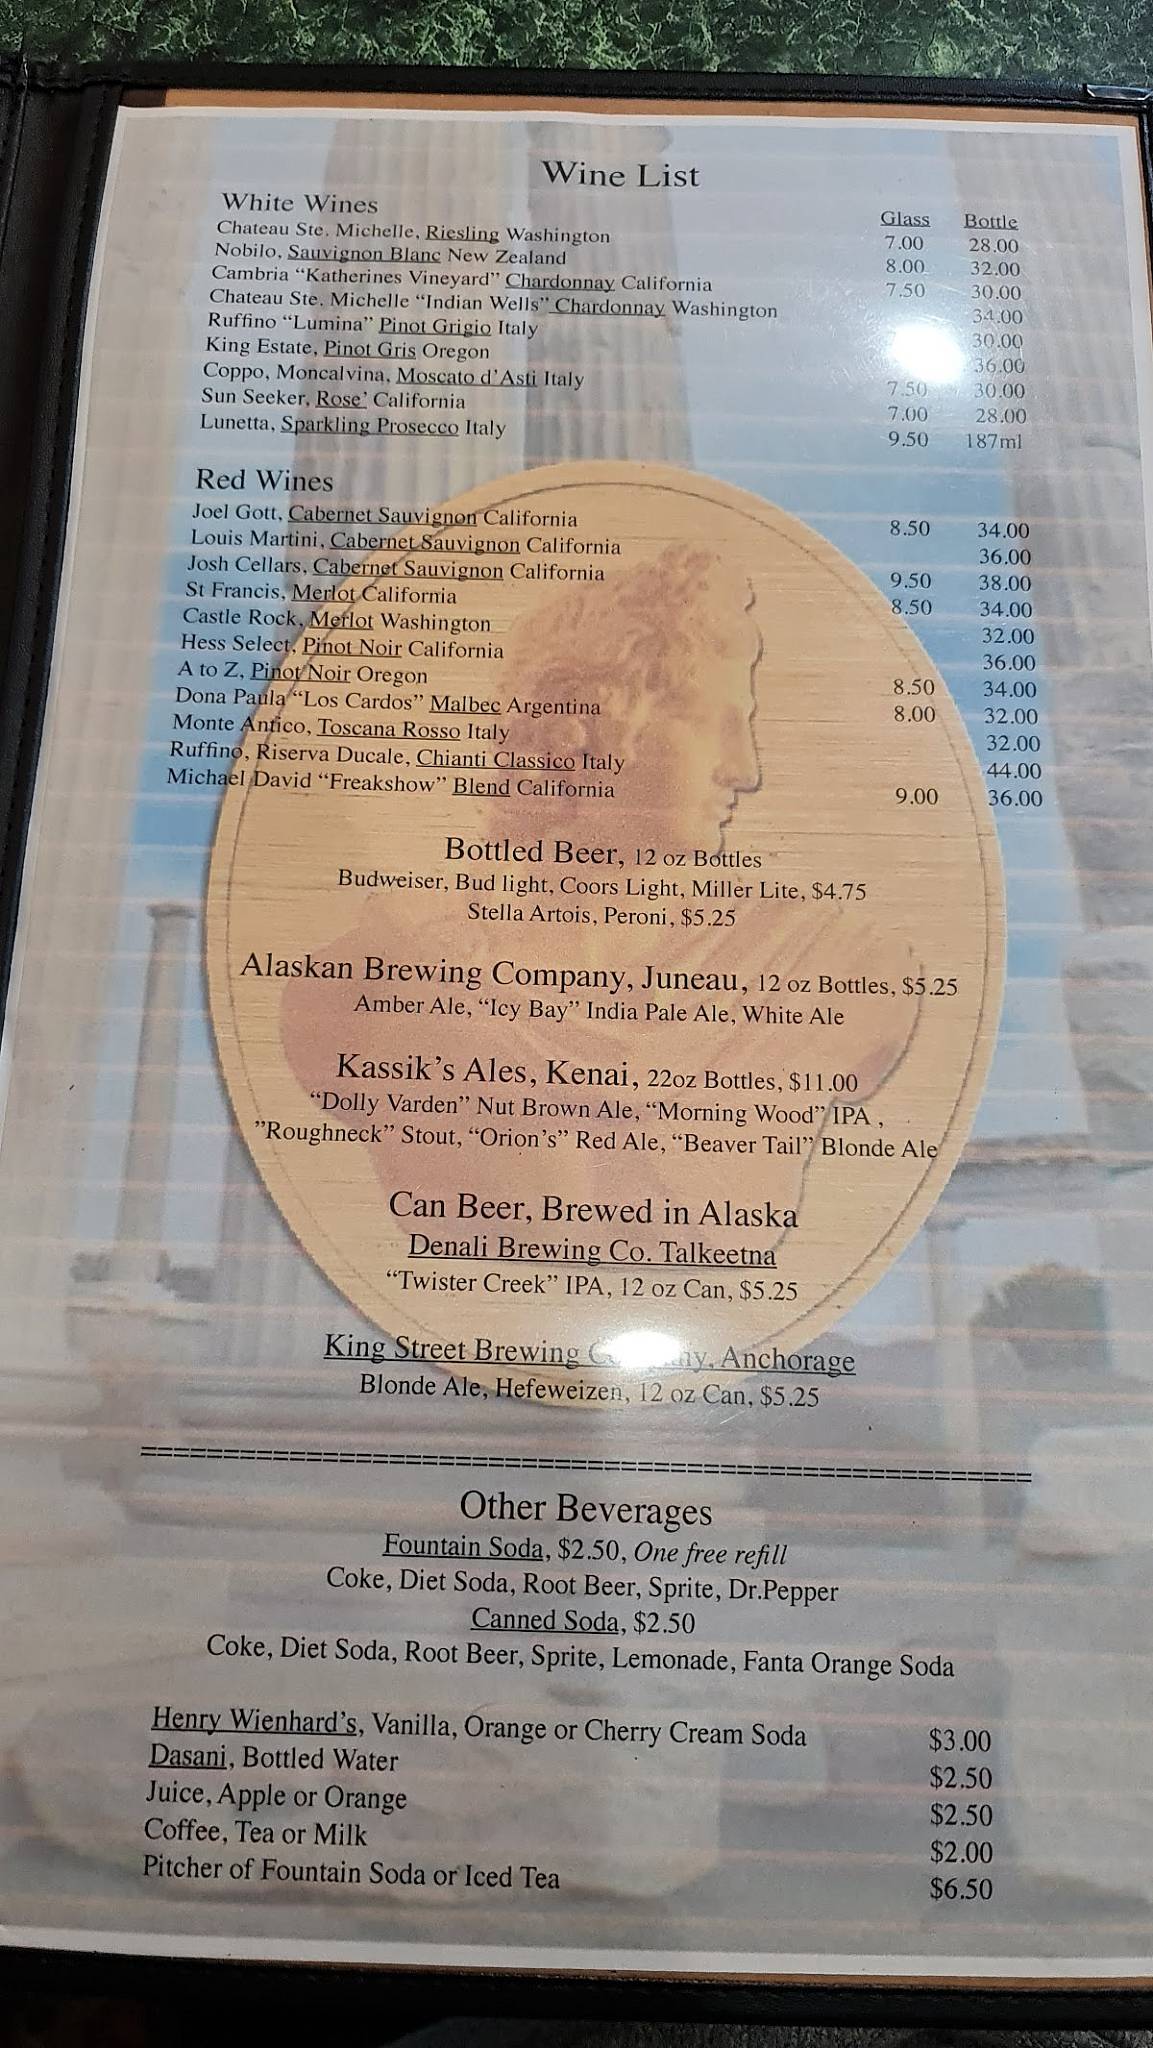 Wine List
White Wines Glass Bottle
Chateau Ste. Michelle, Riesling Washington 7.00 28.00
Nobilo, Sauvignon Blanc New Zealand 8.00 32.00
Cambria “Katherines Vineyard” Chardonnay California 7.50 30.00
Chateau Ste. Michelle “Indian Wells” Chardonnay Washington 34.00
Ruffino “Lumina” Pinot Grigio Italy 30.00
King Estate, Pinot Gris Oregon 36.00
Coppo, Moncalvina, Moscato d’Asti Italy 7.50 30.00
Sun Seeker, Rose’ California 7.00 28.00
Lunetta, Sparkling Prosecco Italy 9.50 187ml
Red Wines
Joel Gott, Cabernet Sauvignon California 8.50 34.00
Louis Martini, Cabernet Sauvignon California 36.00
Josh Cellars, Cabernet Sauvignon California 9.50 38.00
St Francis, Merlot California 8.50 34.00
Castle Rock, Merlot Washington 32.00
Hess Select, Pinot Noir California 36.00
A to Z, Pinot Noir Oregon 8.50 34.00
Dona Paula “Los Cardos” Malbec Argentina 8.00 32.00
Monte Antico, Toscana Rosso Italy 32.00
Ruffino, Riserva Ducale, Chianti Classico Italy 44.00
Michael David “Freakshow” Blend California 9.00 36.00
Bottled Beer, 12 oz Bottles
Budweiser, Bud light, Coors Light, Miller Lite, $4.75
Stella Artois, Peroni, $5.25
Alaskan Brewing Company, Juneau, 12 oz Bottles, $5.25
Amber Ale, “Icy Bay” India Pale Ale, White Ale
Kassik’s Ales, Kenai, 22oz Bottles, $11.00
“Dolly Varden” Nut Brown Ale, “Morning Wood” IPA ,
”Roughneck” Stout, “Orion’s” Red Ale, “Beaver Tail” Blonde Ale
Can Beer, Brewed in Alaska
Denali Brewing Co. Talkeetna
“Twister Creek” IPA, 12 oz Can, $5.25
King Street Brewing Anchorage
Blonde Ale, Hefeweizen, 12 oz Can, $5.25
Other Beverages
Fountain Soda, $2.50, One free refill
Coke, Diet Soda, Root Beer, Sprite, Dr.Pepper
Canned Soda, $2.50
Coke, Diet Soda, Root Beer, Sprite, Lemonade, Fanta Orange Soda
Henry Wienhard’s, Vanilla, Orange or Cherry Cream Soda $3.00
Dasani, Bottled Water $2.50
Juice, Apple or Orange $2.50
Coffee, Tea or Milk $2.00
Pitcher of Fountain Soda or Iced Tea $6.50